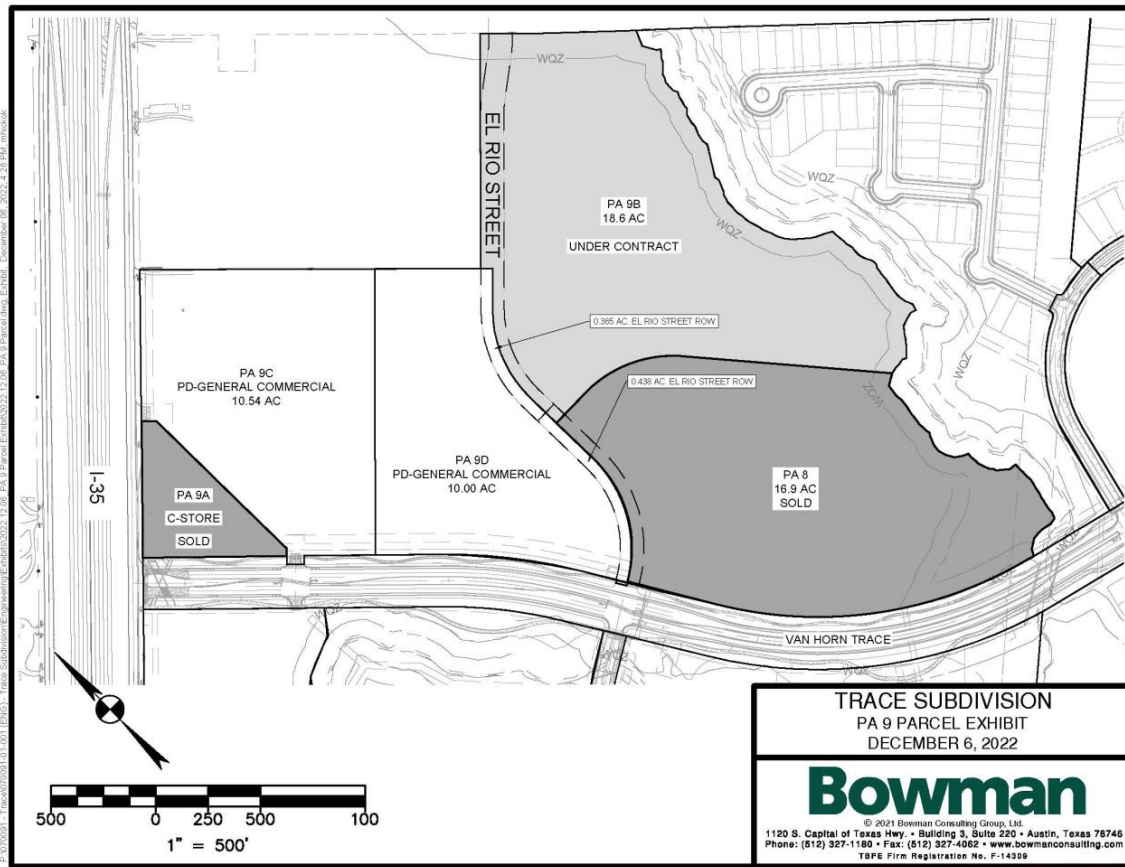 WQZ
EL RIO STREET
PA 9B
18.6 AC
UNDER CONTRACT
WQZ
WQZ
0.365 AC. EL RIO STREET ROW
WQZ
PA 9C
PD-GENERAL COMMERCIAL
10.54 AC
0.438 AC. EL RIO STREET ROW
WQZ
PA 9D
PD-GENERAL COMMERCIAL
10.00 AC
PA 8
16.9 AC
SOLD
I-35
PA 9A
C-STORE
SOLD
WQZ
VAN HORN TRACE
WQZ
WQZ
500 0 250 500 100
1" = 500'
TRACE SUBDIVISION
PA 9 PARCEL EXHIBIT
DECEMBER 6, 2022
Bowman
© 2021 Bowman Consulting Group, Ltd.
1120 S. Capital of Texas Hwy. • Building 3, Suite 220 • Austin, Texas 78746
Phone: (512) 327-1180 • Fax: (512) 327-4062 • www.bowmanconsulting.com
TBPE Firm Registration No. F-14309